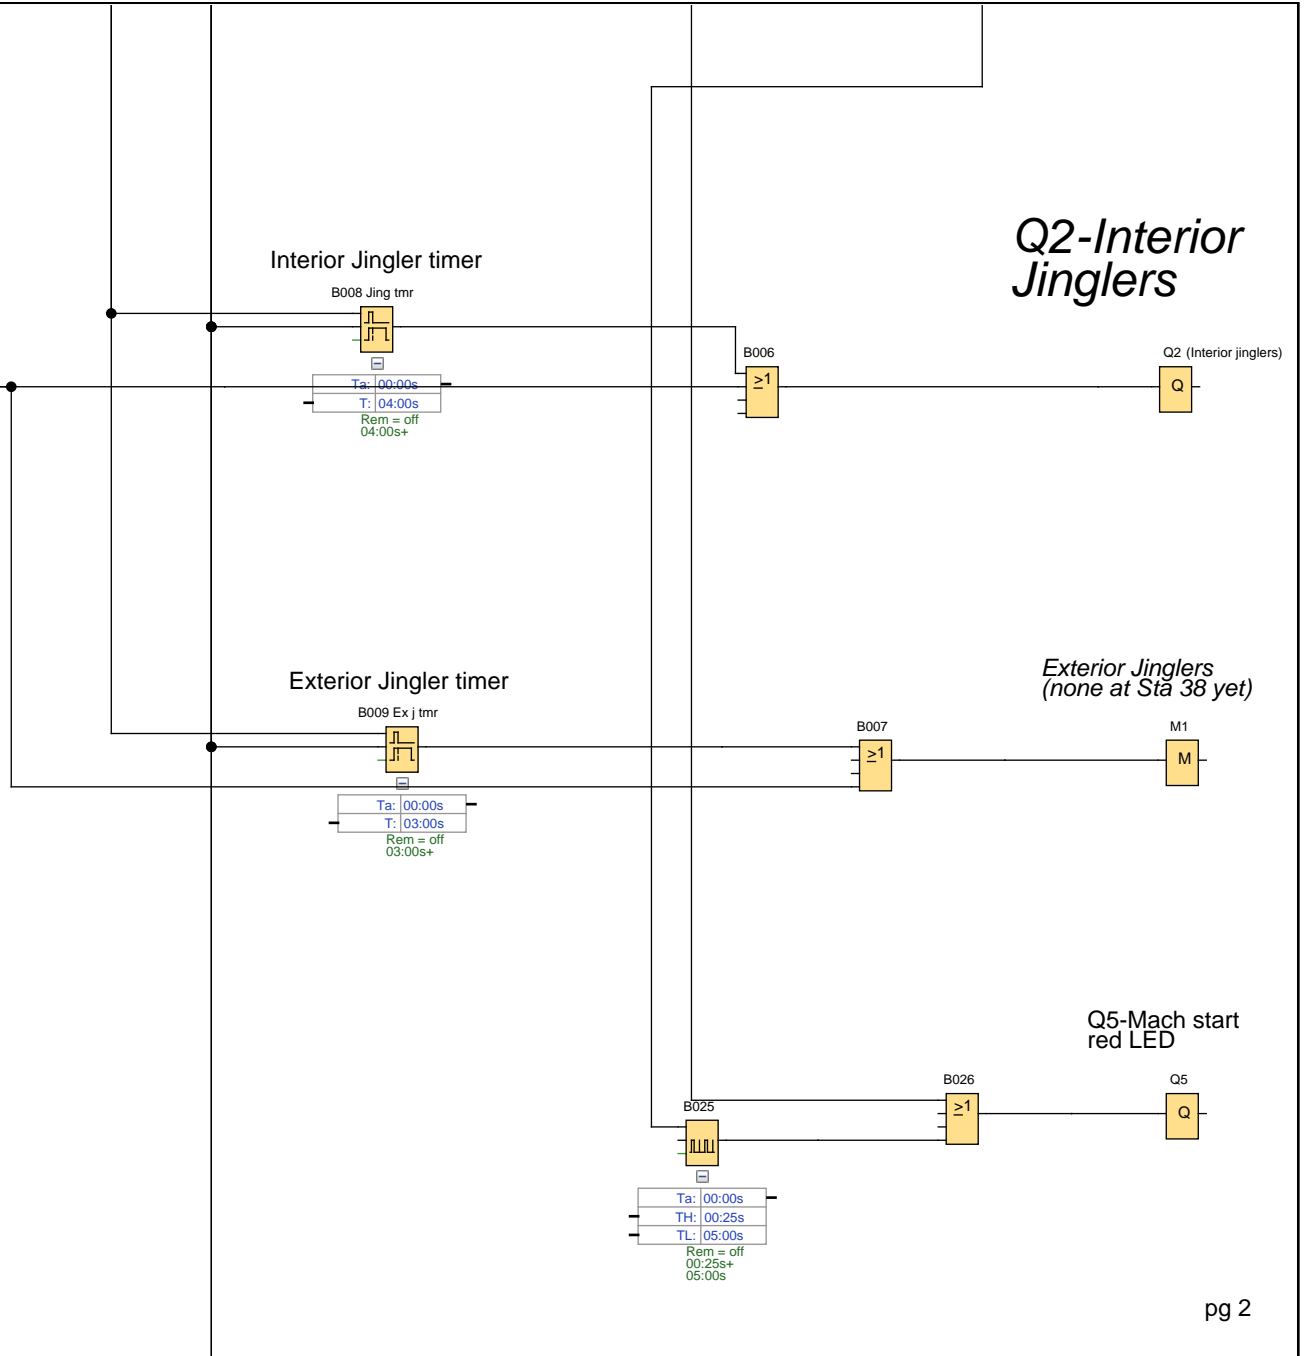 Q2-Interior
Jinglers
Interior Jingler timer
B008 Jing tmr
B006
≥1
Q2 (Interior jinglers)
Q
Ta: 00:00s
T: 04:00s
Rem = off
04:00s+
Exterior Jinglers
(none at Sta 38 yet)
Exterior Jingler timer
B009 Ex j tmr
B007
≥1
M1
M
Ta: 00:00s
T: 03:00s
Rem = off
03:00s+
Q5-Mach start
red LED
B026
≥1
Q5
Q
B025
Ta: 00:00s
TH: 00:25s
TL: 05:00s
Rem = off
00:25s+
05:00s
pg 2